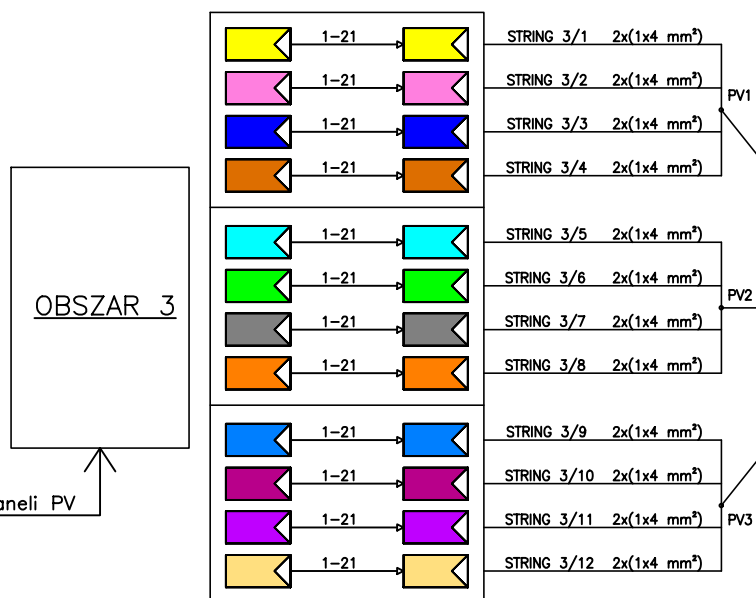 1-21 STRING 3/1 2x(1x4 mm²)
1-21 STRING 3/2 2x(1x4 mm²)
PV1
1-21 STRING 3/3 2x(1x4 mm²)
1-21 STRING 3/4 2x(1x4 mm²)
1-21 STRING 3/5 2x(1x4 mm²)
1-21 STRING 3/6 2x(1x4 mm²)
PV2
OBSZAR 3
1-21 STRING 3/7 2x(1x4 mm²)
1-21 STRING 3/8 2x(1x4 mm²)
1-21 STRING 3/9 2x(1x4 mm²)
1-21 STRING 3/10 2x(1x4 mm²)
aneli PV
1-21 STRING 3/11 2x(1x4 mm²)
PV3
1-21 STRING 3/12 2x(1x4 mm²)